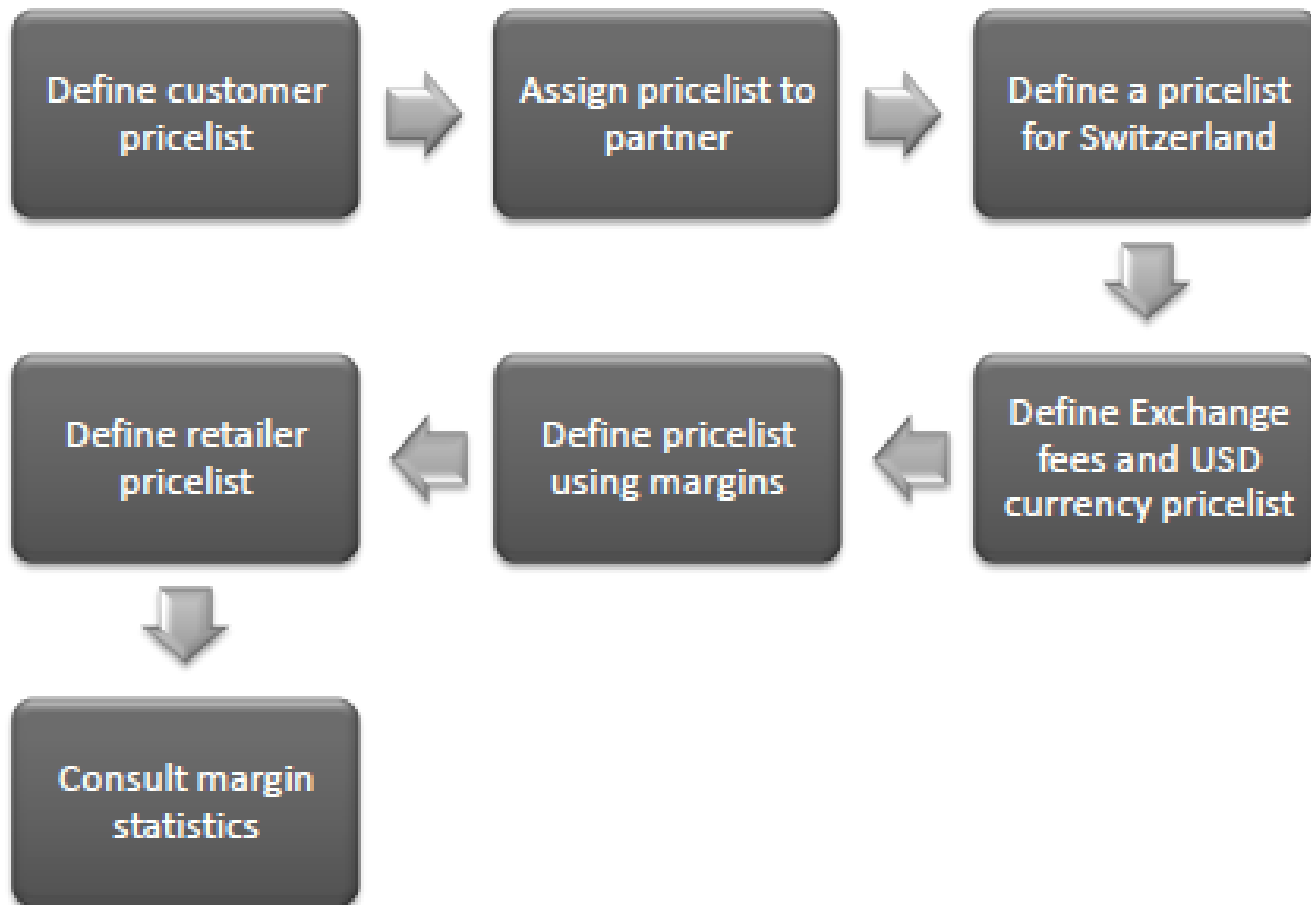 Define customer
pricelist
Assign pricelist to
partner
Define a pricelist
for Switzerland
Define Exchange
fees and USD
currency pricelist
Define pricelist
using margins
Define retailer
pricelist
Consult margin
statistics